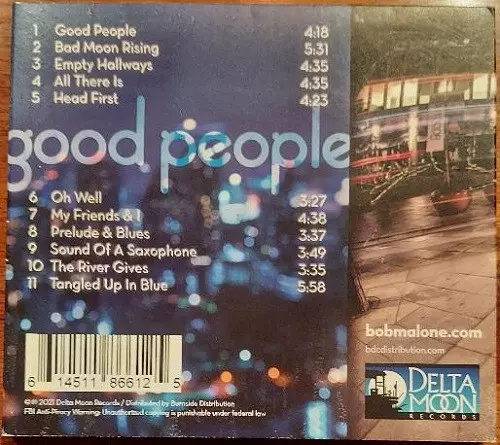 1 Good People 4:18
2 Bad Moon Rising 5:31
3 Empty Hallways 4:35
4 All There Is 4:35
5 Head First 4:23
good people
6 Oh Well 3:27
7 My Friends & I 4:38
8 Prelude & Blues 3:37
9 Sound Of A Saxophone 3:49
10 The River Gives 3:35
11 Tangled Up In Blue 5:58
bobmalone.com
bdcdistribution.com
6 14511 88612 5
DELTA
MOON
RECORDS
©℗ 2021 Delta Moon Records / Distributed by Burnside Distribution
FBI Anti-Piracy Warning: Unauthorized copying is punishable under federal law